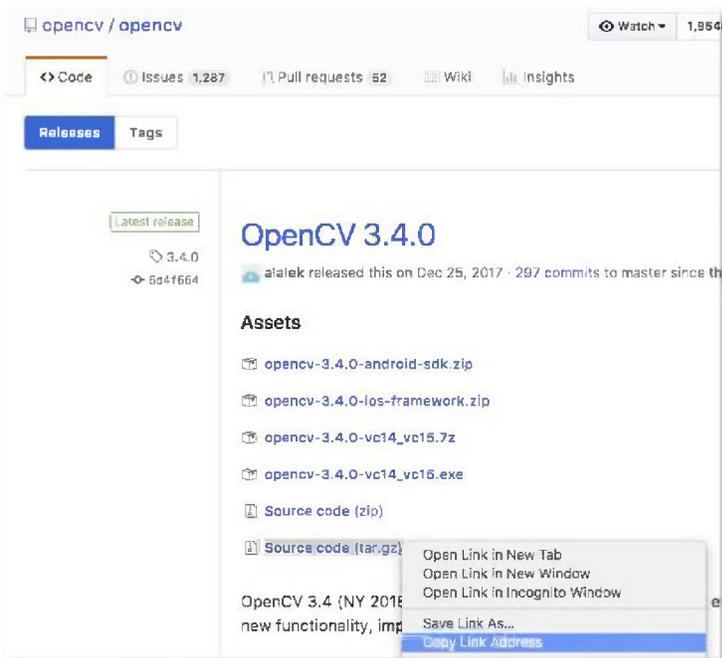 opencv / opencv
Watch 1,954
Code Issues 1,287 Pull requests 52 Wiki Insights
Releases Tags
Latest release
3.4.0
6d4f664
OpenCV 3.4.0
alalek released this on Dec 25, 2017 · 297 commits to master since th
Assets
opencv-3.4.0-android-sdk.zip
opencv-3.4.0-ios-framework.zip
opencv-3.4.0-vc14_vc15.7z
opencv-3.4.0-vc14_vc15.exe
Source code (zip)
Source code (tar.gz)
Open Link in New Tab
Open Link in New Window
Open Link in Incognito Window
Save Link As...
Copy Link Address
OpenCV 3.4 (NY 2018
new functionality, imp